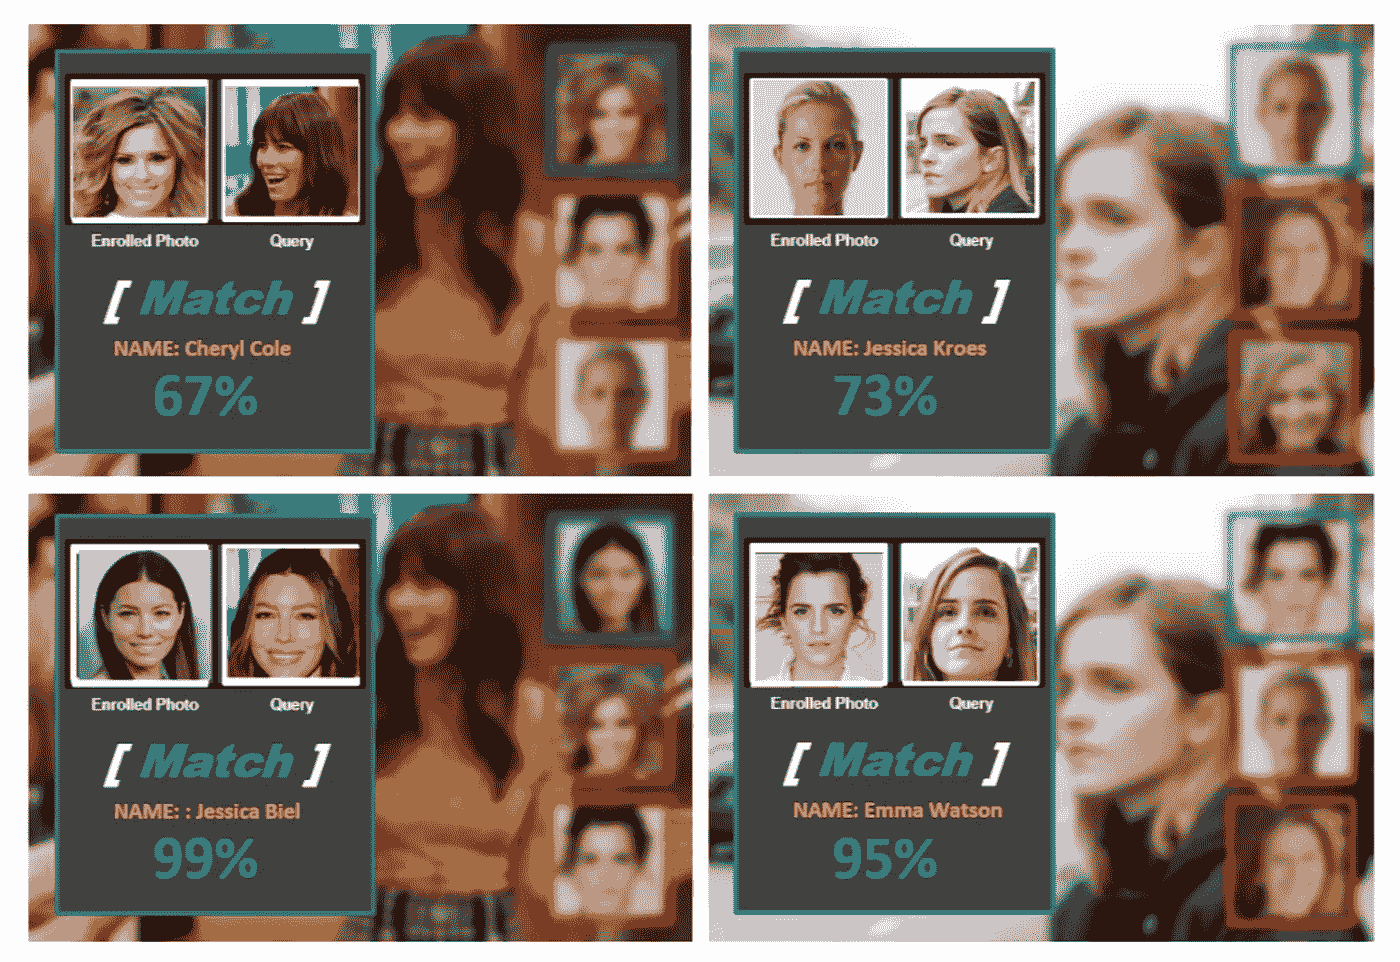 Enrolled Photo Query
[ Match ]
NAME: Cheryl Cole
67%
Enrolled Photo Query
[ Match ]
NAME: Jessica Kroes
73%
Enrolled Photo Query
[ Match ]
NAME: : Jessica Biel
99%
Enrolled Photo Query
[ Match ]
NAME: Emma Watson
95%